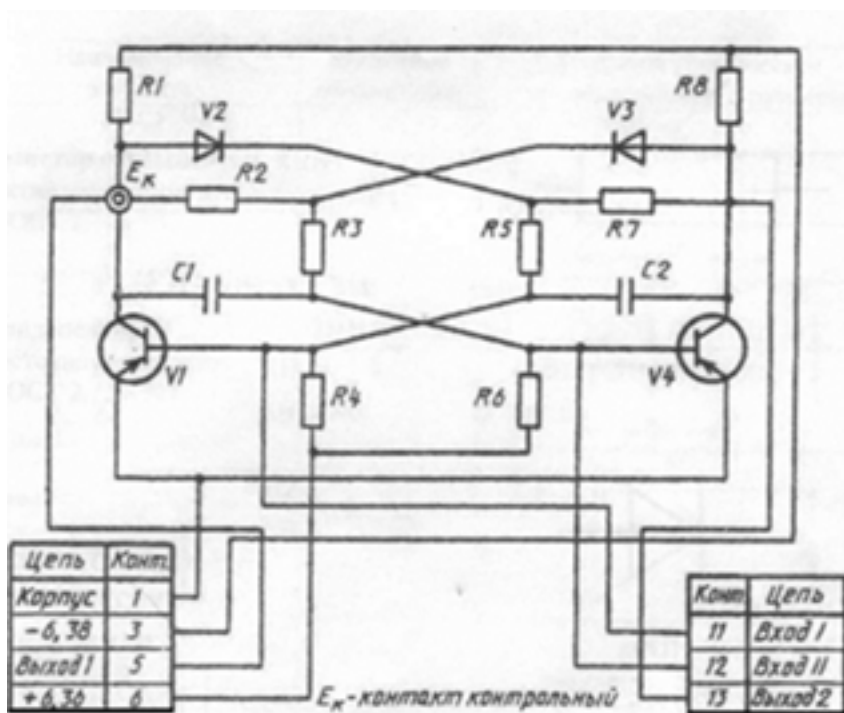 R1
R8
V2
V3
Eк
R2
R3
R5
R7
C1
C2
V1
V4
R4
R6
Цепь Конт.
Корпус 1
-6,3В 3
Выход I 5
+6,3В 6
Eк-контакт контрольный
Конт Цепь
11 Вход I
12 Вход II
13 Выход 2